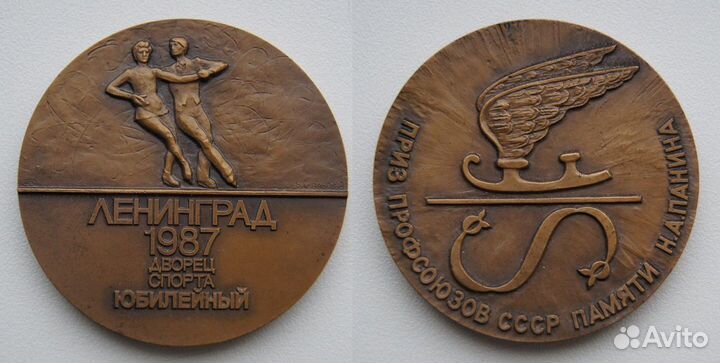 ЛЕНИНГРАД
1987
ДВОРЕЦ
СПОРТА
ЮБИЛЕЙНЫЙ
ПРИЗ ПРОФСОЮЗОВ СССР ПАМЯТИ Н.А.ПАНИНА
Avito